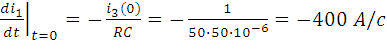 di₁/dt|ₜ₌₀ = −i₃(0)/RC = −1/(50·50·10⁻⁶) = −400 A/c